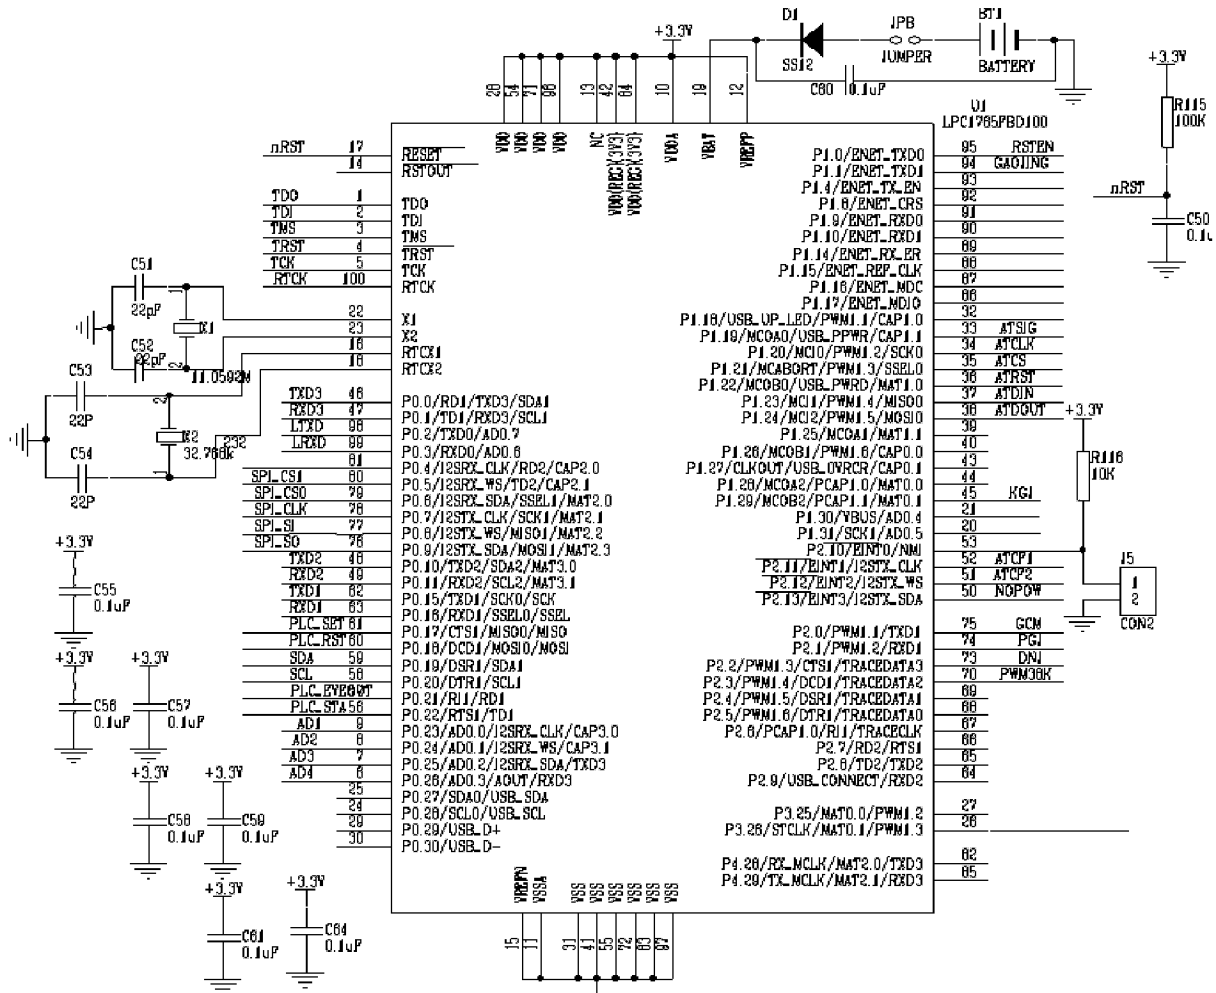 +3.3V
D1
SS12
JPB
JUMPER
BT1
BATTERY
C60
0.1uF
+3.3V
R115
100K
nRST
C50
0.1u
U1
LPC1765FBD100
28 VDD
54 VDD
71 VDD
96 VDD
13 NC
42 VDD(REG)(3V3)
84 VDD(REG)(3V3)
10 VDDA
19 VBAT
12 VREFP
nRST 17 RESET
14 RSTOUT
TDO 1 TDO
TDI 2 TDI
TMS 3 TMS
TRST 4 TRST
TCK 5 TCK
RTCK 100 RTCK
22 X1
23 X2
16 RTCX1
18 RTCX2
TXD3 46 P0.0/RD1/TXD3/SDA1
RXD3 47 P0.1/TD1/RXD3/SCL1
LTXD 98 P0.2/TXD0/AD0.7
LRXD 99 P0.3/RXD0/AD0.6
81 P0.4/I2SRX_CLK/RD2/CAP2.0
SPI_CS1 80 P0.5/I2SRX_WS/TD2/CAP2.1
SPI_CS0 79 P0.6/I2SRX_SDA/SSEL1/MAT2.0
SPI_CLK 78 P0.7/I2STX_CLK/SCK1/MAT2.1
SPI_SI 77 P0.8/I2STX_WS/MISO1/MAT2.2
SPI_SO 76 P0.9/I2STX_SDA/MOSI1/MAT2.3
TXD2 48 P0.10/TXD2/SDA2/MAT3.0
RXD2 49 P0.11/RXD2/SCL2/MAT3.1
TXD1 62 P0.15/TXD1/SCK0/SCK
RXD1 63 P0.16/RXD1/SSEL0/SSEL
PLC_SET 61 P0.17/CTS1/MISO0/MISO
PLC_RST 60 P0.18/DCD1/MOSI0/MOSI
SDA 59 P0.19/DSR1/SDA1
SCL 58 P0.20/DTR1/SCL1
P0.21/RI1/RD1
PLC_STA 56 P0.22/RTS1/TD1
AD1 9 P0.23/AD0.0/I2SRX_CLK/CAP3.0
AD2 8 P0.24/AD0.1/I2SRX_WS/CAP3.1
AD3 7 P0.25/AD0.2/I2SRX_SDA/TXD3
AD4 6 P0.26/AD0.3/AOUT/RXD3
25 P0.27/SDA0/USB_SDA
24 P0.28/SCL0/USB_SCL
29 P0.29/USB_D+
30 P0.30/USB_D-
P1.0/ENET_TXD0 95 RSTEN
P1.1/ENET_TXD1 94 GAOJING
P1.4/ENET_TX_EN 93
P1.8/ENET_CRS 92
P1.9/ENET_RXD0 91
P1.10/ENET_RXD1 90
P1.14/ENET_RX_ER 89
P1.15/ENET_REF_CLK 88
P1.16/ENET_MDC 87
P1.17/ENET_MDIO 86
P1.18/USB_UP_LED/PWM1.1/CAP1.0 32
P1.19/MCOA0/USB_PPWR/CAP1.1 33 ATSIG
P1.20/MCI0/PWM1.2/SCK0 34 ATCLK
P1.21/MCABORT/PWM1.3/SSEL0 35 ATCS
P1.22/MCOB0/USB_PWRD/MAT1.0 36 ATRST
P1.23/MCI1/PWM1.4/MISO0 37 ATDIN
P1.24/MCI2/PWM1.5/MOSI0 38 ATDOUT
P1.25/MCOA1/MAT1.1 39
P1.26/MCOB1/PWM1.6/CAP0.0 40
P1.27/CLKOUT/USB_OVRCR/CAP0.1 43
P1.28/MCOA2/PCAP1.0/MAT0.0 44
P1.29/MCOB2/PCAP1.1/MAT0.1 45 KGI
P1.30/VBUS/AD0.4 21
P1.31/SCK1/AD0.5 20
P2.10/EINT0/NMI 53
P2.11/EINT1/I2STX_CLK 52 ATCF1
P2.12/EINT2/I2STX_WS 51 ATCF2
P2.13/EINT3/I2STX_SDA 50 NOPOW
P2.0/PWM1.1/TXD1 75 GCM
P2.1/PWM1.2/RXD1 74 PGI
P2.2/PWM1.3/CTS1/TRACEDATA3 73 DNI
P2.3/PWM1.4/DCD1/TRACEDATA2 70 PWM38K
P2.4/PWM1.5/DSR1/TRACEDATA1 69
P2.5/PWM1.6/DTR1/TRACEDATA0 68
P2.6/PCAP1.0/RI1/TRACECLK 67
P2.7/RD2/RTS1 66
P2.8/TD2/TXD2 65
P2.9/USB_CONNECT/RXD2 64
P3.25/MAT0.0/PWM1.2 27
P3.26/STCLK/MAT0.1/PWM1.3 26
P4.28/RX_MCLK/MAT2.0/TXD3 82
P4.29/TX_MCLK/MAT2.1/RXD3 85
VREFN 15
VSSA 11
VSS 31
VSS 41
VSS 55
VSS 72
VSS 83
VSS 97
+3.3V
R116
10K
J5
1
2
CON2
C51
22pF
1
X1
2
C52
22pF
11.0592M
C53
22P
2
X2
232
32.768k
1
C54
22P
+3.3V
C55
0.1uF
+3.3V
C56
0.1uF
+3.3V
C57
0.1uF
+3.3V
C58
0.1uF
+3.3V
C59
0.1uF
+3.3V
C61
0.1uF
+3.3V
C64
0.1uF